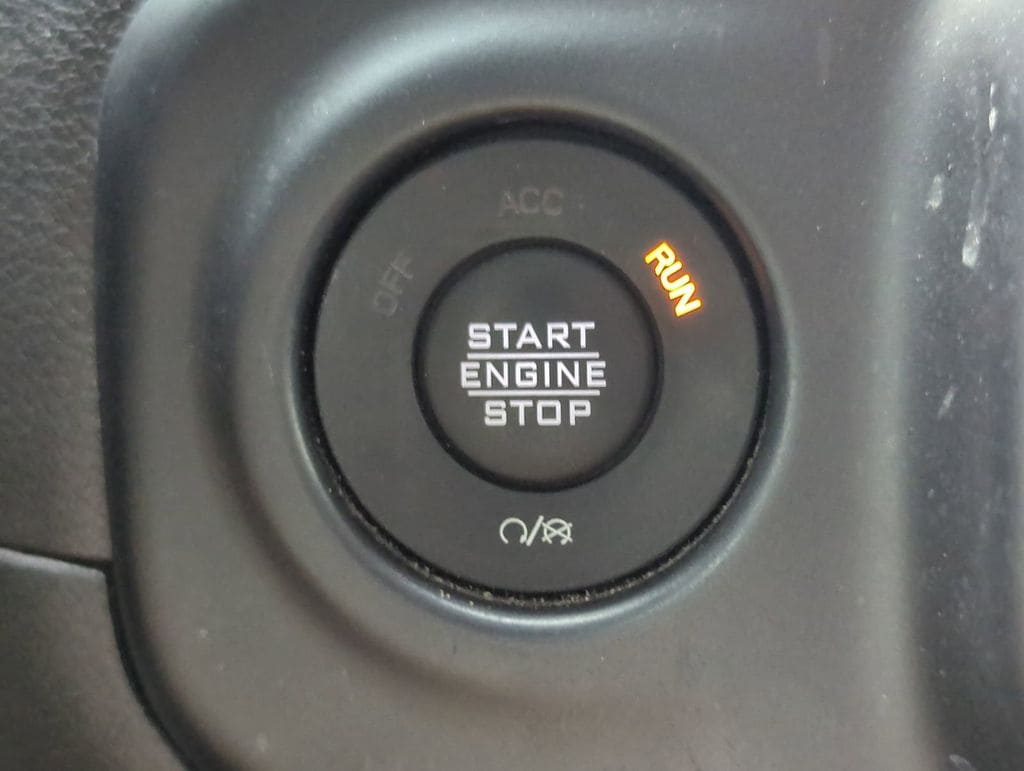 ACC
OFF
RUN
START
ENGINE
STOP